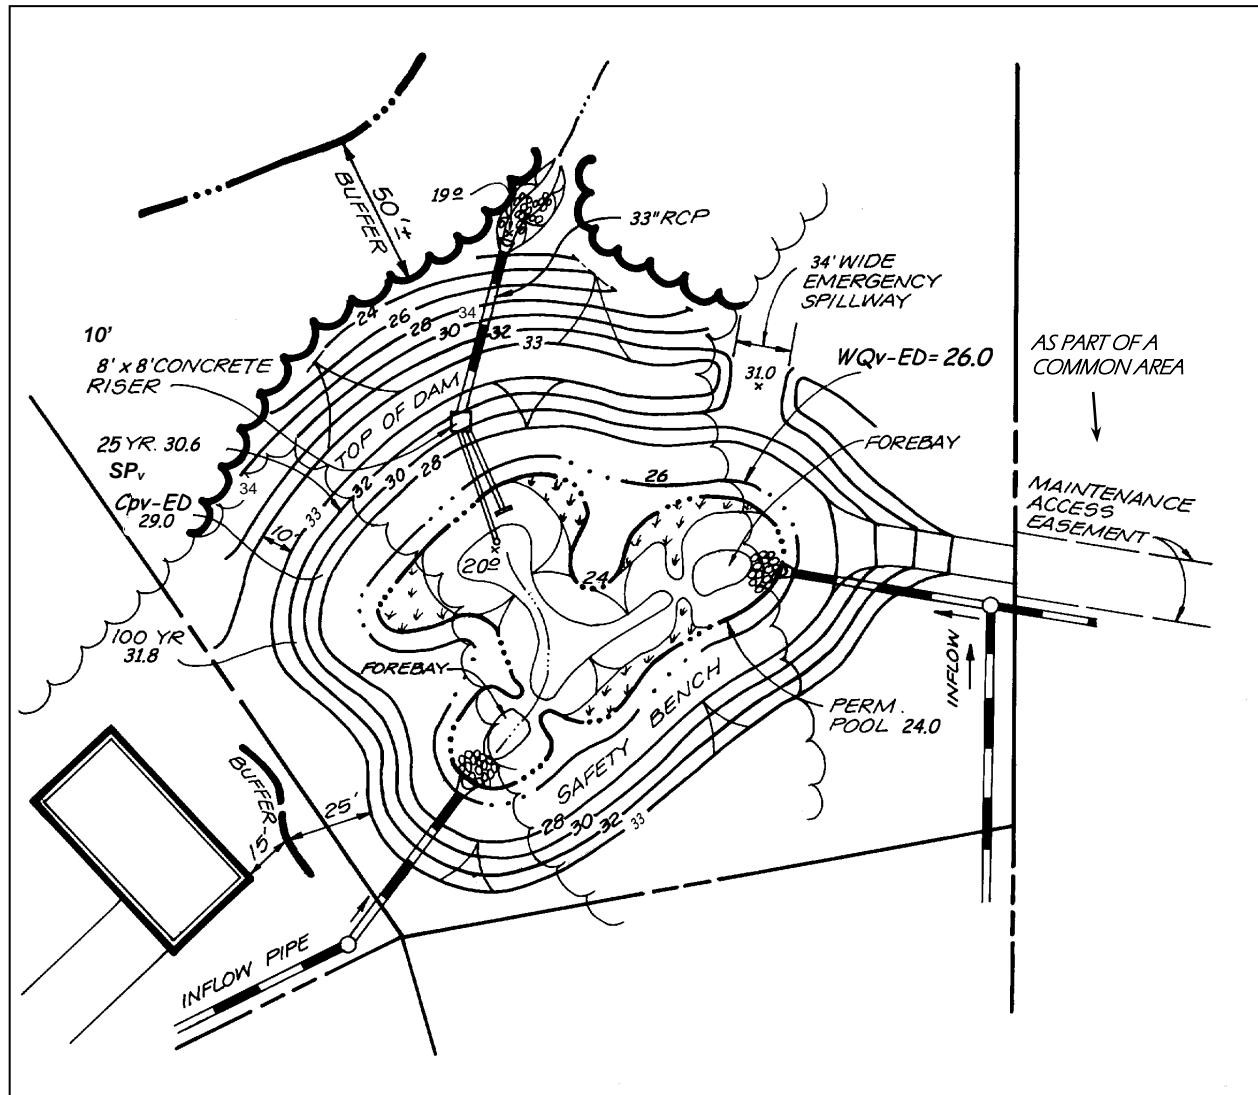 50'±
BUFFER
19º
33" RCP
34' WIDE
EMERGENCY
SPILLWAY
24
26
28
30
34
32
33
10'
8' x 8' CONCRETE
RISER
WQv-ED= 26.0
31.0
x
AS PART OF A
COMMON AREA
TOP OF DAM
FOREBAY
25 YR. 30.6
SPv
Cpv-ED
29.0
34
32
30
28
33
10'
26
MAINTENANCE
ACCESS
EASEMENT
x
20º
24
100 YR
31.8
FOREBAY
INFLOW
PERM.
POOL 24.0
SAFETY BENCH
BUFFER
25'
15'
28
30
32
33
INFLOW PIPE